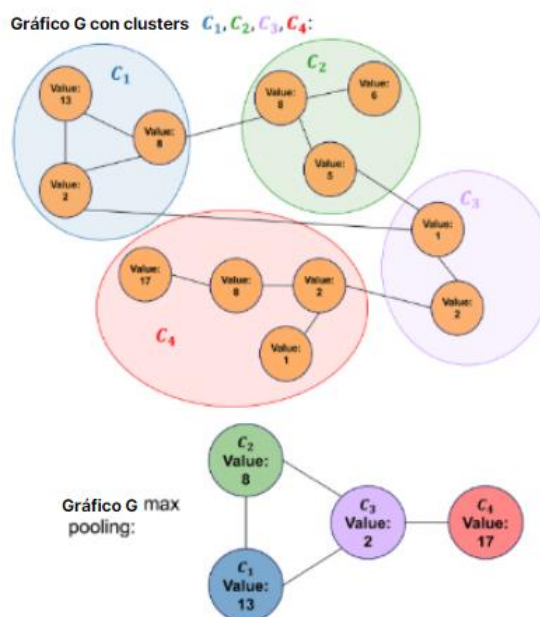 Gráfico G con clusters C₁, C₂, C₃, C₄:
C₁
Value:
13
Value:
8
Value:
2
C₂
Value:
8
Value:
6
Value:
5
C₃
Value:
1
Value:
2
C₄
Value:
17
Value:
8
Value:
2
Value:
1
Gráfico G max
pooling:
C₂
Value:
8
C₃
Value:
2
C₄
Value:
17
C₁
Value:
13